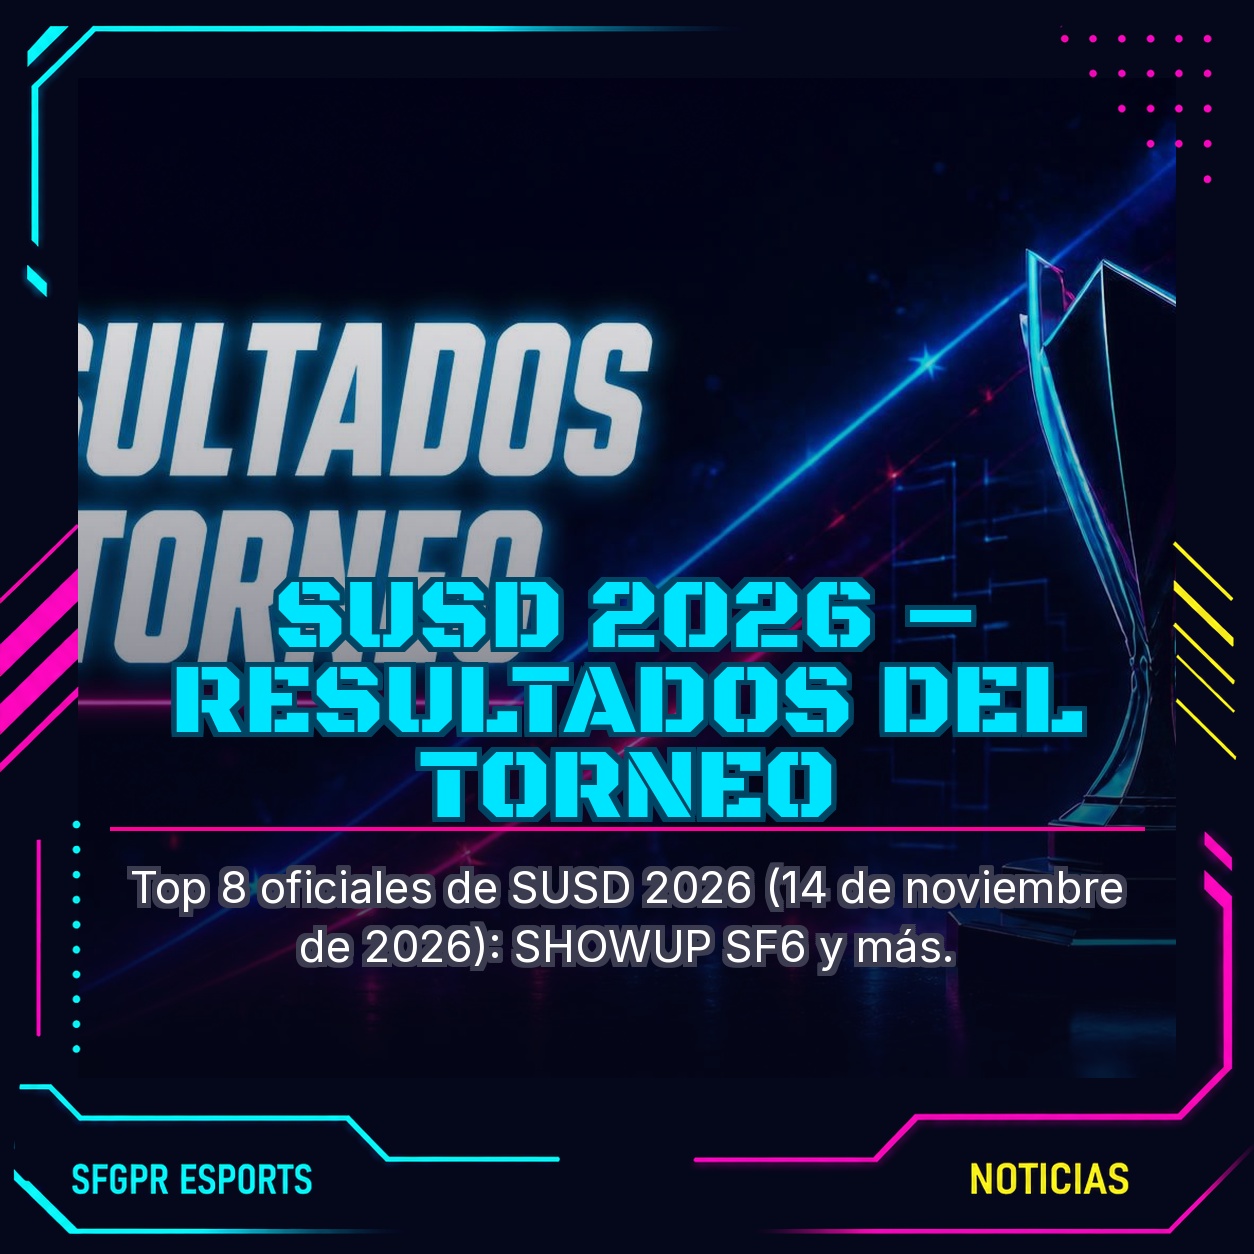 SULTADOS
TORNEO
SUSD 2026 –
RESULTADOS DEL
TORNEO
Top 8 oficiales de SUSD 2026 (14 de noviembre
de 2026): SHOWUP SF6 y más.
SFGPR ESPORTS
NOTICIAS